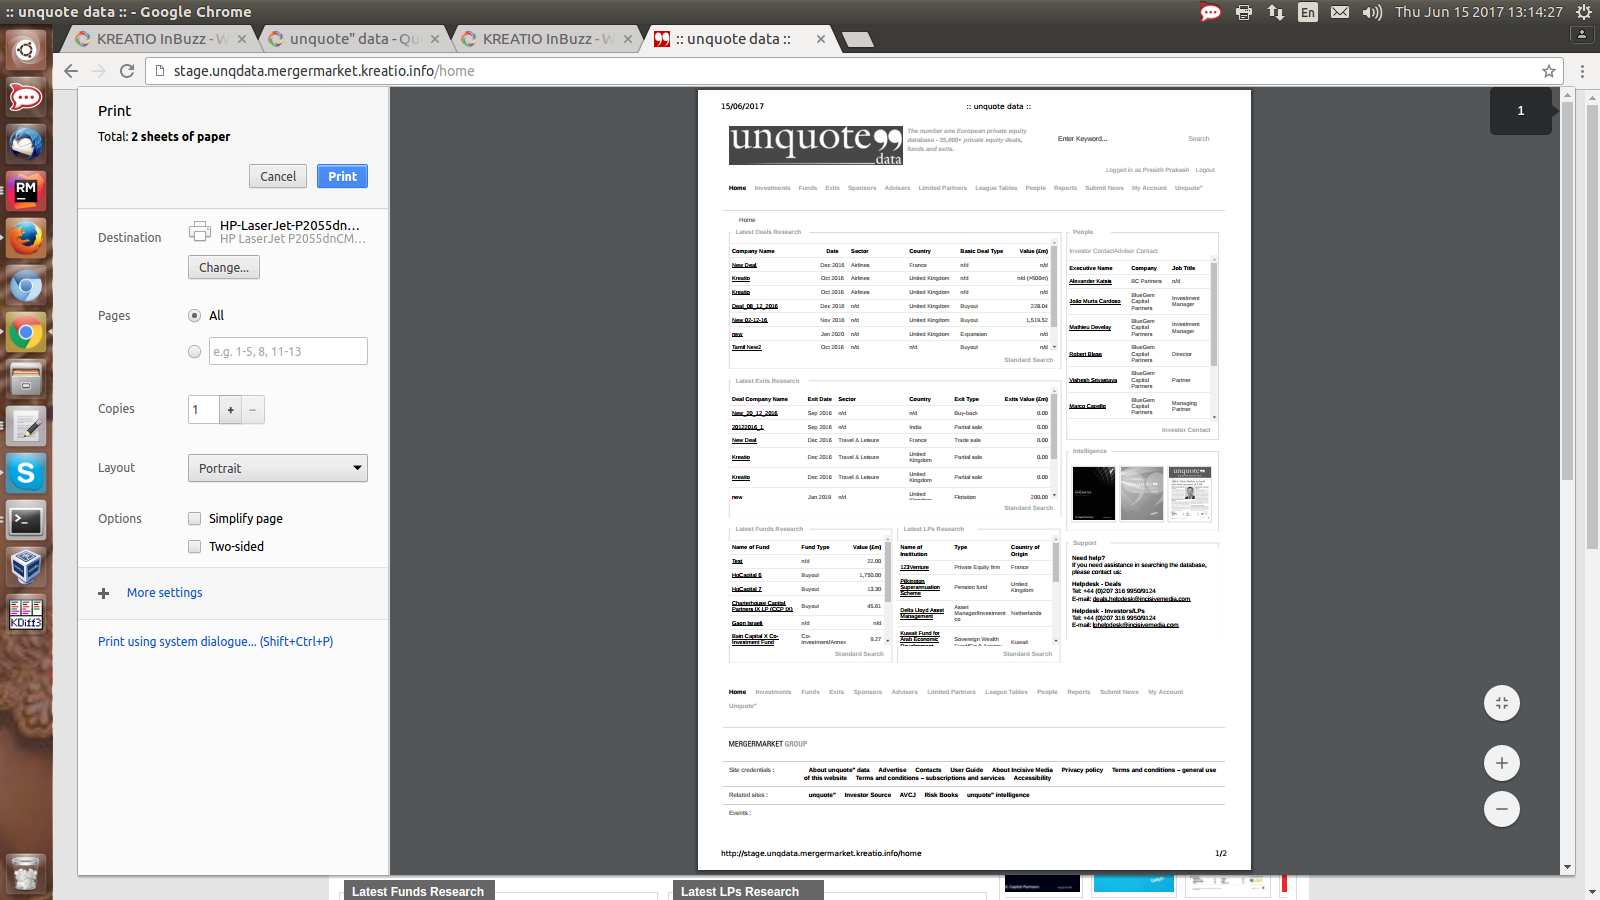 :: unquote data :: - Google Chrome
En
Thu Jun 15 2017 13:14:27
KREATIO InBuzz - W
unquote" data - Qu
KREATIO InBuzz - W
:: unquote data ::
stage.unqdata.mergermarket.kreatio.info/home
Print
Total: 2 sheets of paper
Cancel
Print
Destination
HP-LaserJet-P2055dn...
HP LaserJet P2055dnCM...
Change...
Pages
All
e.g. 1-5, 8, 11-13
Copies
1
+
−
Layout
Portrait
Options
Simplify page
Two-sided
More settings
Print using system dialogue... (Shift+Ctrl+P)
RM
KDiff3
1
15/06/2017
:: unquote data ::
unquote
data
The number one European private equity
database - 35,000+ private equity deals,
funds and exits.
Enter Keyword...
Search
Logged in as Presith Prakash Logout
Home Investments Funds Exits Sponsors Advisers Limited Partners League Tables People Reports Submit News My Account Unquote"
Home
Latest Deals Research
Company Name Date Sector Country Basic Deal Type Value (£m)
New Deal Dec 2016 Airlines France n/d n/d
Kreatio Oct 2016 Airlines United Kingdom n/d n/d (>500m)
Kreatio Oct 2016 Airlines United Kingdom n/d n/d
Deal_08_12_2016 Dec 2016 n/d United Kingdom Buyout 228.04
New 02-12-16 Nov 2016 n/d United Kingdom Buyout 1,519.52
new Jan 2020 n/d United Kingdom Expansion n/d
Tamil New2 Oct 2016 n/d n/d Buyout n/d
Standard Search
Latest Exits Research
Deal Company Name Exit Date Sector Country Exit Type Exits Value (£m)
New_20_12_2016 Sep 2016 n/d n/d Buy-back 0.00
20122016_1 Sep 2016 n/d India Partial sale 0.00
New Deal Dec 2016 Travel & Leisure France Trade sale 0.00
Kreatio Dec 2016 Travel & Leisure United Kingdom Partial sale 0.00
Kreatio Dec 2016 Travel & Leisure United Kingdom Partial sale 0.00
new Jan 2019 n/d United Kingdom Flotation 200.00
Standard Search
Latest Funds Research
Name of Fund Fund Type Value (£m)
Test n/d 22.00
HgCapital 6 Buyout 1,750.00
HgCapital 7 Buyout 13.30
Charterhouse Capital
Partners IX LP (CCP IX) Buyout 45.61
Gaon Israeli n/d n/d
Bain Capital X Co-
Investment Fund Co-
investment/Annex 9.27
Standard Search
Latest LPs Research
Name of
Institution Type Country of
Origin
123Venture Private Equity firm France
Pilkington
Superannuation
Scheme Pension fund United
Kingdom
Delta Lloyd Asset
Management Asset
Manager/Investment
co Netherlands
Kuwait Fund for
Arab Economic
Development Sovereign Wealth Kuwait
Standard Search
People
Investor ContactAdviser Contact
Executive Name Company Job Title
Alexander Katsis BC Partners n/d
João Muria Cardoso BlueGem
Capital
Partners Investment
Manager
Mathieu Develay BlueGem
Capital
Partners Investment
Manager
Robert Blase BlueGem
Capital
Partners Director
Vishesh Srivastava BlueGem
Capital
Partners Partner
Marco Capello BlueGem
Capital
Partners Managing
Partner
Investor Contact
Intelligence
unquote
unquote
Support
Need help?
If you need assistance in searching the database,
please contact us:
Helpdesk - Deals
Tel: +44 (0)207 316 9950/9124
E-mail: deals.helpdesk@incisivemedia.com
Helpdesk - Investors/LPs
Tel: +44 (0)207 316 9950/9124
E-mail: lphelpdesk@incisivemedia.com
Home Investments Funds Exits Sponsors Advisers Limited Partners League Tables People Reports Submit News My Account
Unquote"
MERGERMARKET GROUP
Site credentials : About unquote" data Advertise Contacts User Guide About Incisive Media Privacy policy Terms and conditions – general use
of this website Terms and conditions – subscriptions and services Accessibility
Related sites : unquote" Investor Source AVCJ Risk Books unquote" intelligence
Events :
http://stage.unqdata.mergermarket.kreatio.info/home
1/2
Latest Funds Research
Latest LPs Research